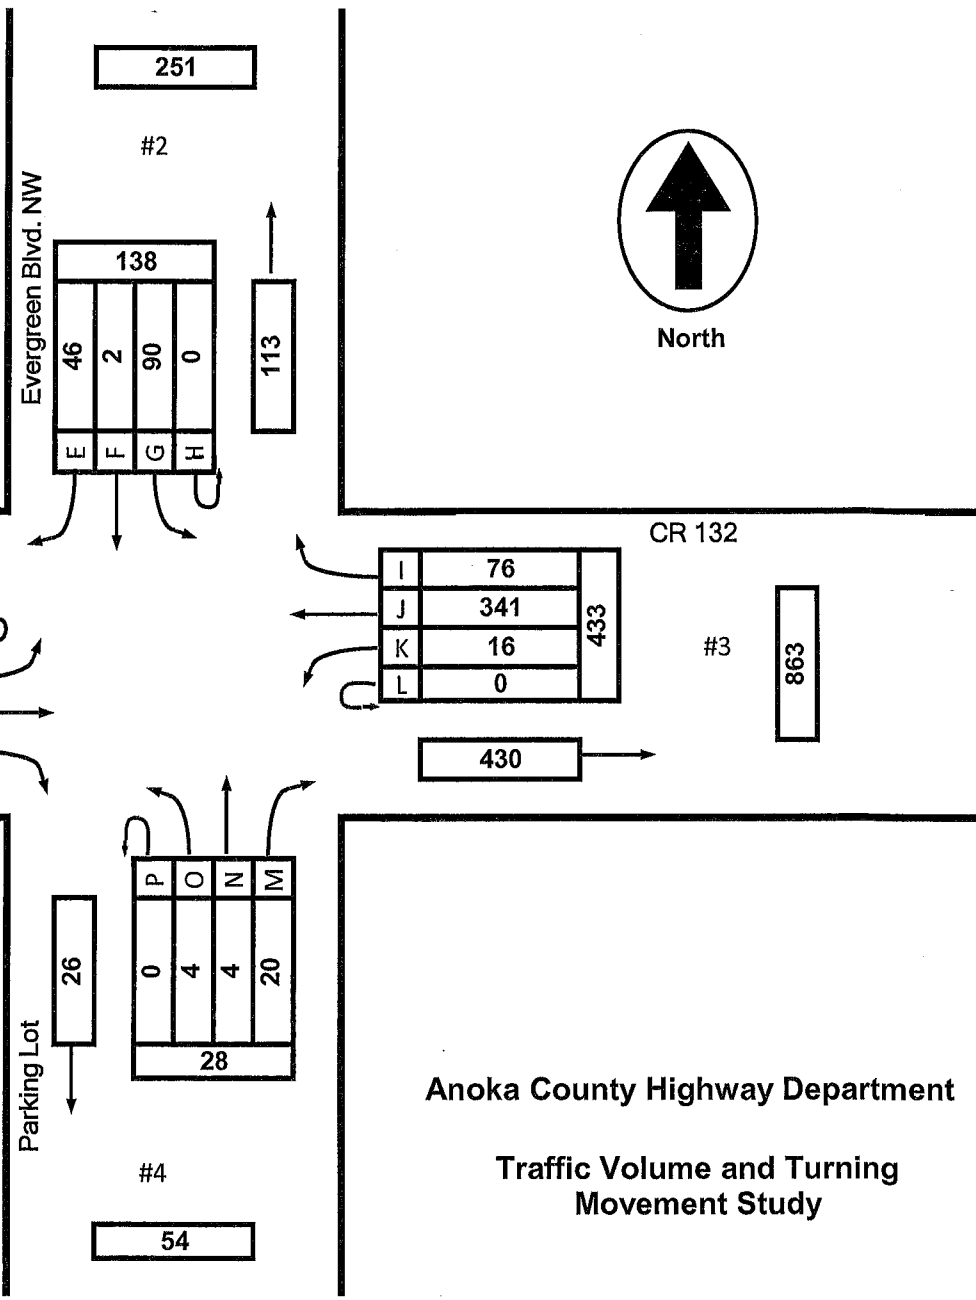 251
#2
Evergreen Blvd. NW
138
46
2
90
0
113
E
F
G
H
North
CR 132
I 76
J 341
K 16
L 0
433
#3
863
430
P
O
N
M
0
4
4
20
26
28
Parking Lot
#4
54
Anoka County Highway Department
Traffic Volume and Turning
Movement Study